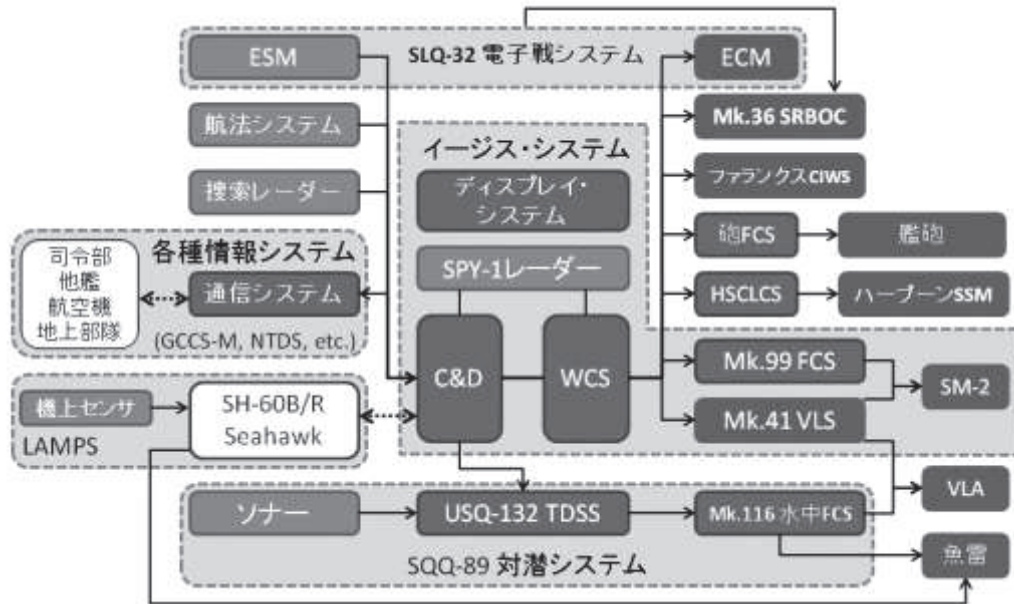 ESM
SLQ-32 電子戦システム
ECM
航法システム
Mk.36 SRBOC
イージス・システム
捜索レーダー
ディスプレイ・
システム
ファランクスCIWS
各種情報システム
司令部
他艦
航空機
地上部隊
通信システム
(GCCS-M, NTDS, etc.)
SPY-1レーダー
砲FCS
艦砲
HSCLCS
ハープーンSSM
C&D
WCS
Mk.99 FCS
SM-2
Mk.41 VLS
機上センサ
SH-60B/R
Seahawk
LAMPS
VLA
ソナー
USQ-132 TDSS
Mk.116 水中FCS
SQQ-89 対潜システム
魚雷